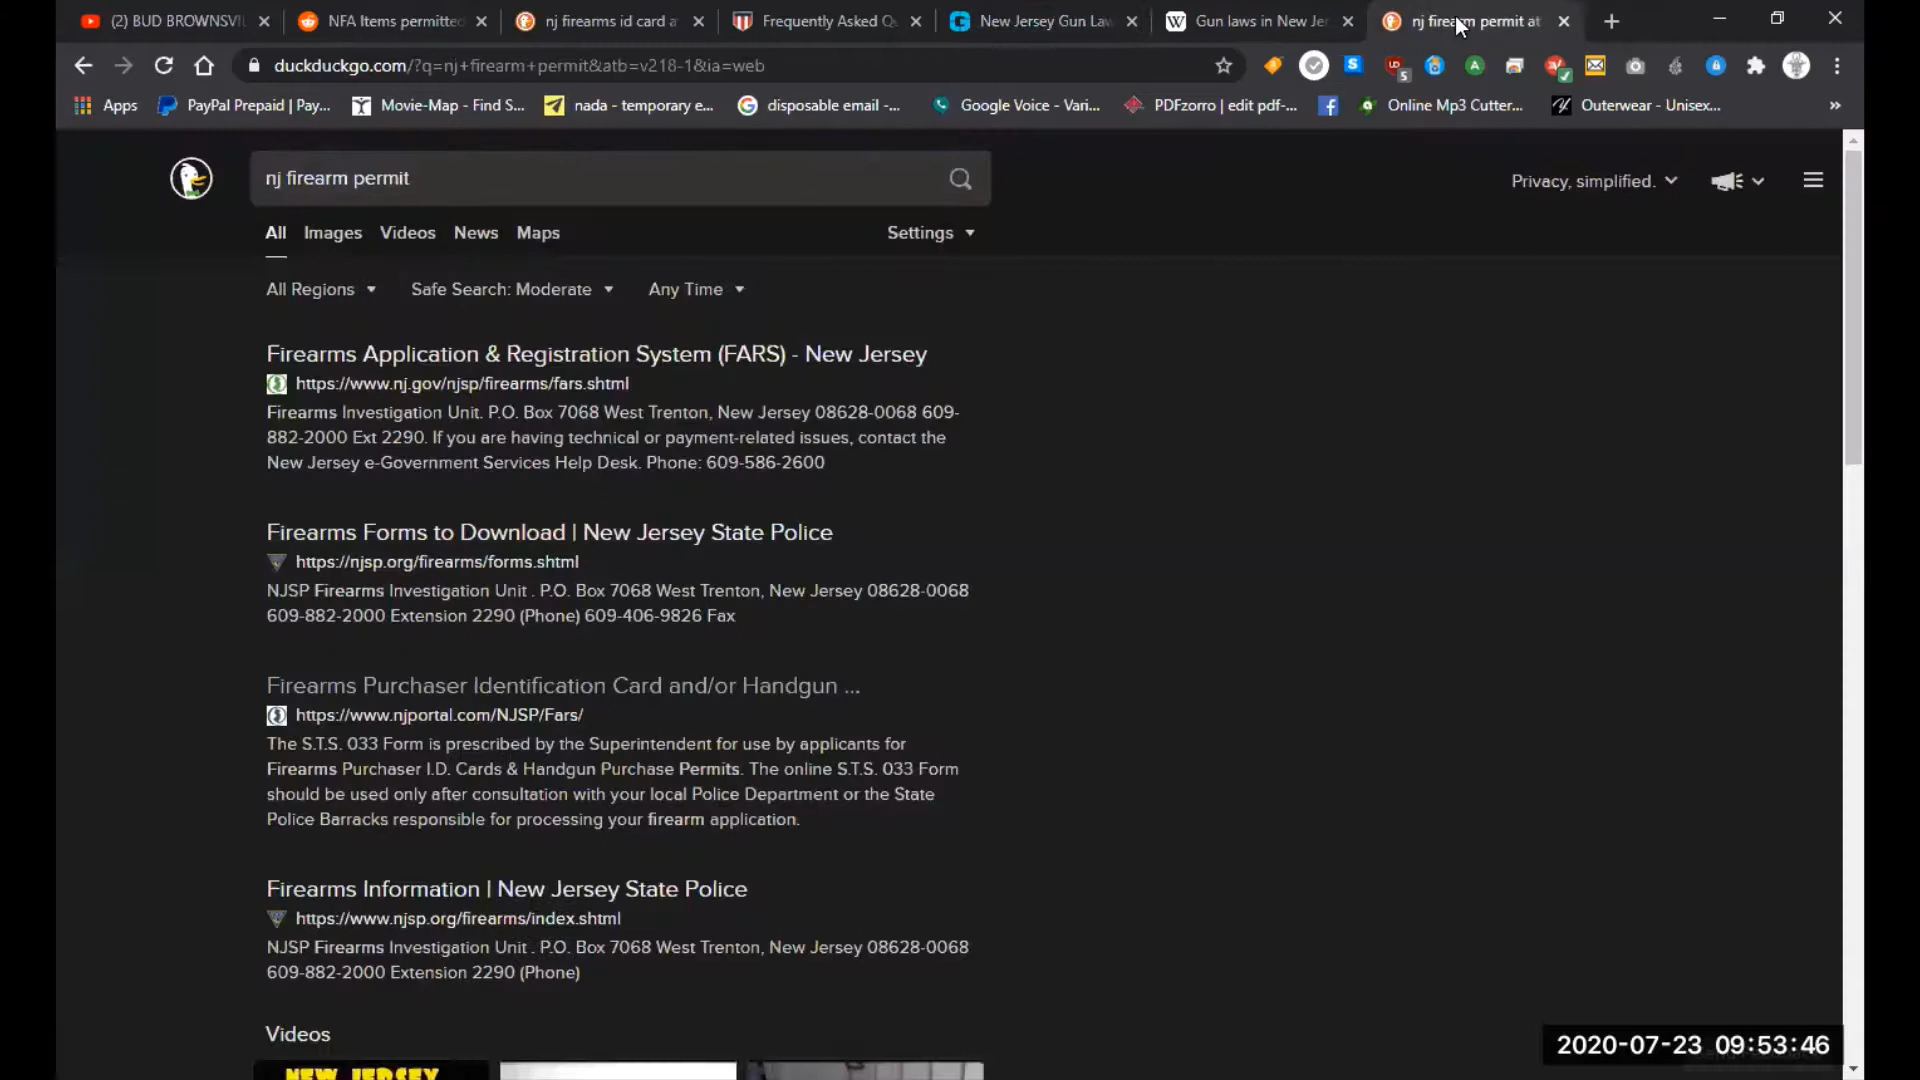 (2) BUD BROWNSVI
NFA Items permitted
nj firearms id card a
Frequently Asked Q
New Jersey Gun Law
Gun laws in New Jer
nj firearm permit at
duckduckgo.com/?q=nj+firearm+permit&atb=v218-1&ia=web
Apps
PayPal Prepaid | Pay...
Movie-Map - Find S...
nada - temporary e...
disposable email -...
Google Voice - Vari...
PDFzorro | edit pdf-...
Online Mp3 Cutter...
Outerwear - Unisex...
»
nj firearm permit
Privacy, simplified.
All Images Videos News Maps Settings
All Regions Safe Search: Moderate Any Time
Firearms Application & Registration System (FARS) - New Jersey
https://www.nj.gov/njsp/firearms/fars.shtml
Firearms Investigation Unit. P.O. Box 7068 West Trenton, New Jersey 08628-0068 609-
882-2000 Ext 2290. If you are having technical or payment-related issues, contact the
New Jersey e-Government Services Help Desk. Phone: 609-586-2600
Firearms Forms to Download | New Jersey State Police
https://njsp.org/firearms/forms.shtml
NJSP Firearms Investigation Unit . P.O. Box 7068 West Trenton, New Jersey 08628-0068
609-882-2000 Extension 2290 (Phone) 609-406-9826 Fax
Firearms Purchaser Identification Card and/or Handgun ...
https://www.njportal.com/NJSP/Fars/
The S.T.S. 033 Form is prescribed by the Superintendent for use by applicants for
Firearms Purchaser I.D. Cards & Handgun Purchase Permits. The online S.T.S. 033 Form
should be used only after consultation with your local Police Department or the State
Police Barracks responsible for processing your firearm application.
Firearms Information | New Jersey State Police
https://www.njsp.org/firearms/index.shtml
NJSP Firearms Investigation Unit . P.O. Box 7068 West Trenton, New Jersey 08628-0068
609-882-2000 Extension 2290 (Phone)
Videos
NEW JERSEY
2020-07-23 09:53:46